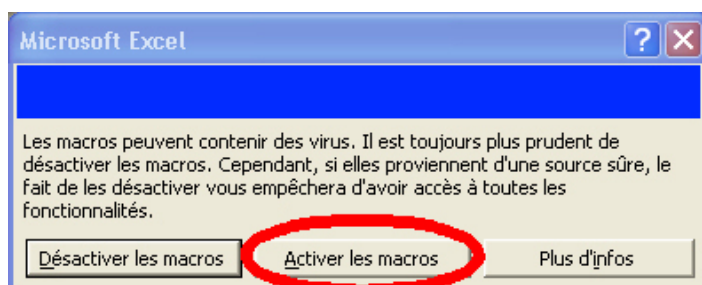 Microsoft Excel
Les macros peuvent contenir des virus. Il est toujours plus prudent de
désactiver les macros. Cependant, si elles proviennent d'une source sûre, le
fait de les désactiver vous empêchera d'avoir accès à toutes les
fonctionnalités.
Désactiver les macros Activer les macros Plus d'infos